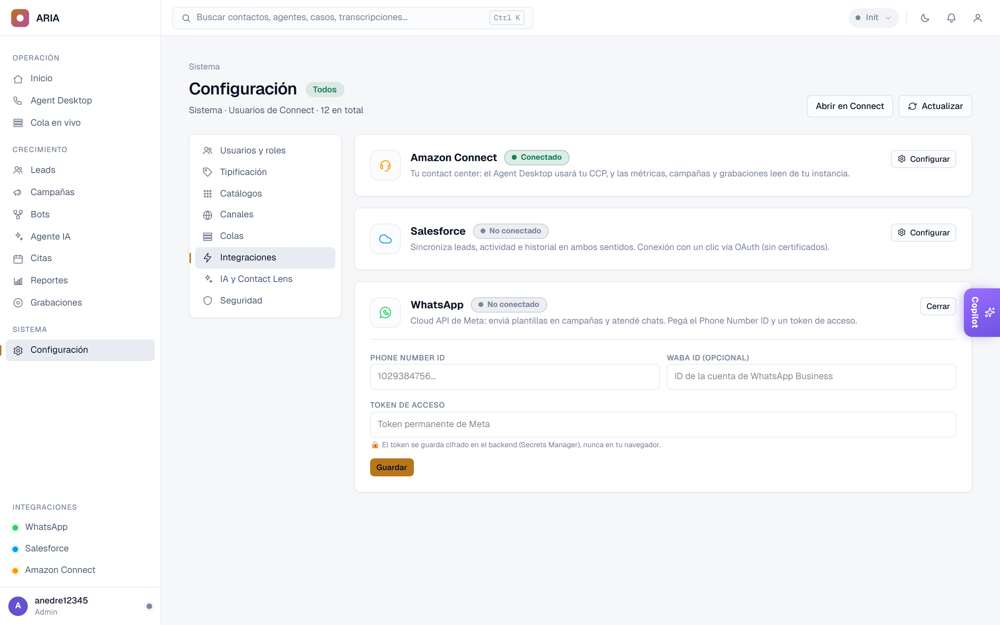 ARIA
Buscar contactos, agentes, casos, transcripciones...
Ctrl K
Init
OPERACIÓN
Inicio
Agent Desktop
Cola en vivo
CRECIMIENTO
Leads
Campañas
Bots
Agente IA
Citas
Reportes
Grabaciones
SISTEMA
Configuración
INTEGRACIONES
WhatsApp
Salesforce
Amazon Connect
A
anedre12345
Admin
Sistema
Configuración
Todos
Sistema · Usuarios de Connect · 12 en total
Abrir en Connect
Actualizar
Usuarios y roles
Tipificación
Catálogos
Canales
Colas
Integraciones
IA y Contact Lens
Seguridad
Amazon Connect
Conectado
Configurar
Tu contact center: el Agent Desktop usará tu CCP, y las métricas, campañas y grabaciones leen de tu instancia.
Salesforce
No conectado
Configurar
Sincroniza leads, actividad e historial en ambos sentidos. Conexión con un clic vía OAuth (sin certificados).
WhatsApp
No conectado
Cerrar
Cloud API de Meta: enviá plantillas en campañas y atendé chats. Pegá el Phone Number ID y un token de acceso.
PHONE NUMBER ID
WABA ID (OPCIONAL)
1029384756...
ID de la cuenta de WhatsApp Business
TOKEN DE ACCESO
Token permanente de Meta
El token se guarda cifrado en el backend (Secrets Manager), nunca en tu navegador.
Guardar
Copilot